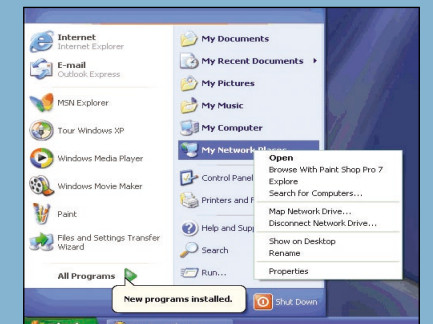 Internet
Internet Explorer
E-mail
Outlook Express
MSN Explorer
Tour Windows XP
Windows Media Player
Windows Movie Maker
Paint
Files and Settings Transfer
Wizard
All Programs
My Documents
My Recent Documents
My Pictures
My Music
My Computer
My Network Places
Control Panel
Printers and F
Help and Supp
Search
Run...
Open
Browse With Paint Shop Pro 7
Explore
Search for Computers...
Map Network Drive...
Disconnect Network Drive...
Show on Desktop
Rename
Properties
New programs installed.
Shut Down